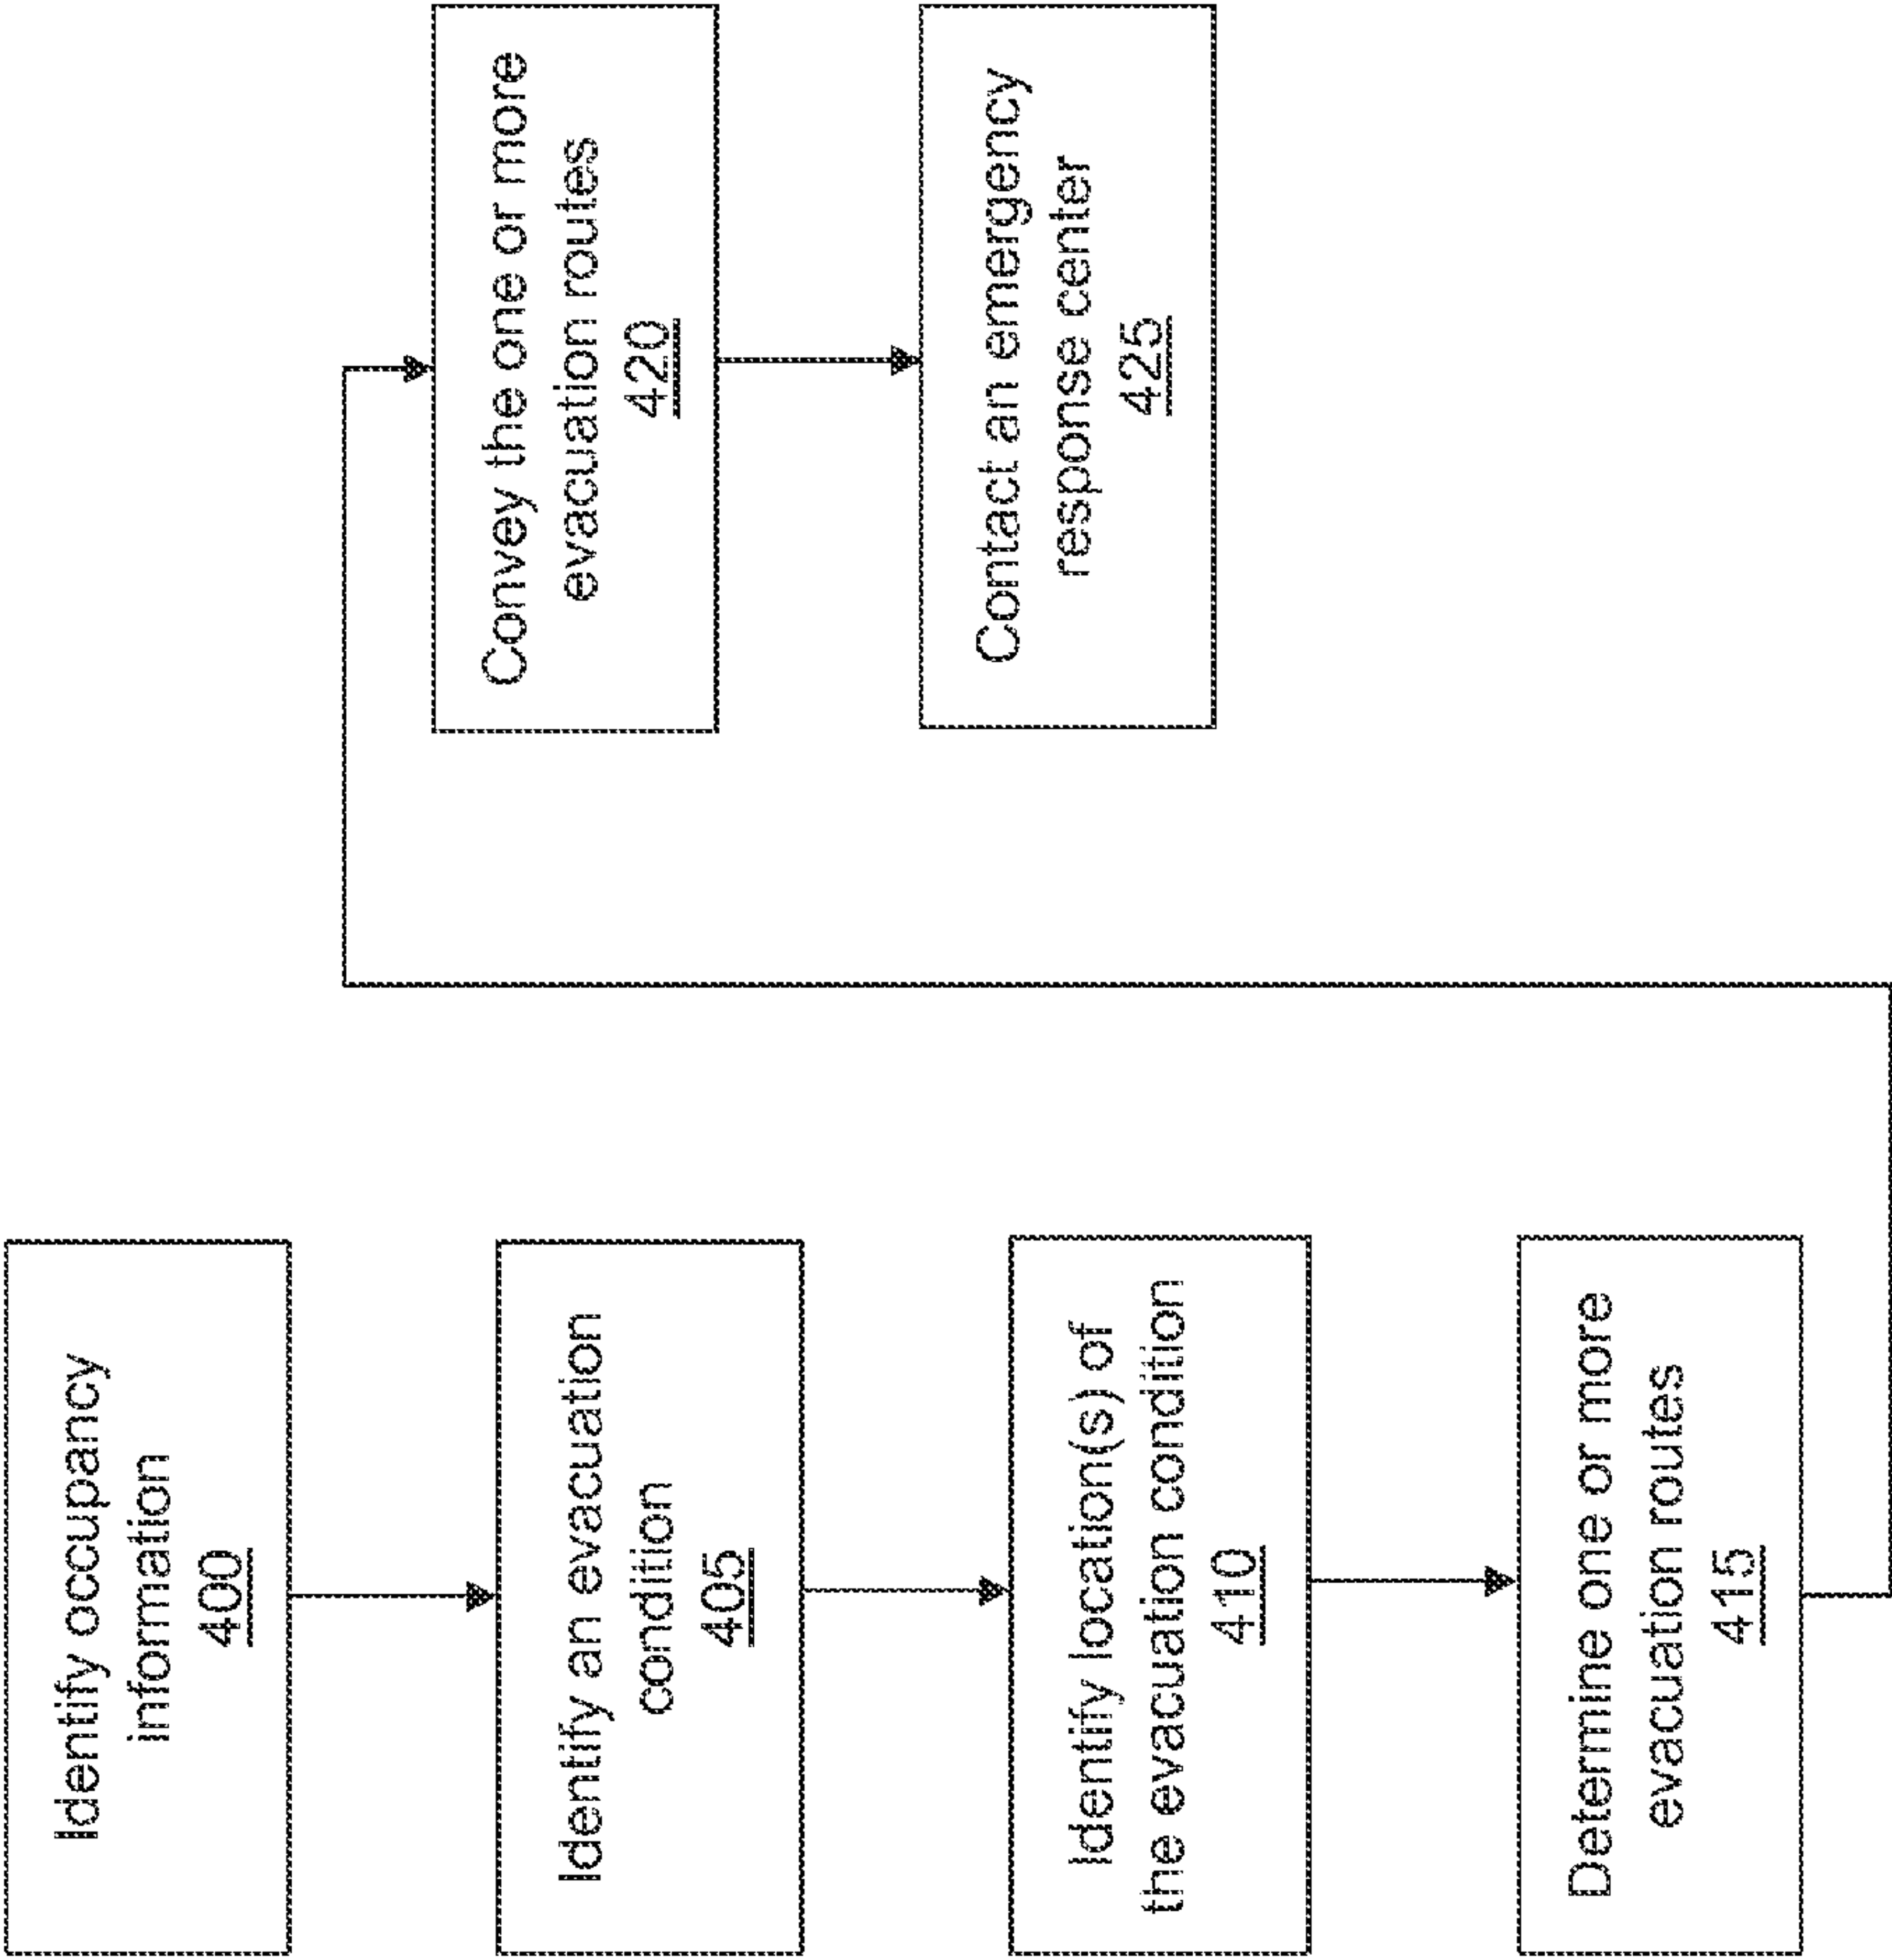 Identify occupancy
information
400
Identify an evacuation
condition
405
Identify location(s) of
the evacuation condition
410
Determine one or more
evacuation routes
415
Convey the one or more
evacuation routes
420
Contact an emergency
response center
425